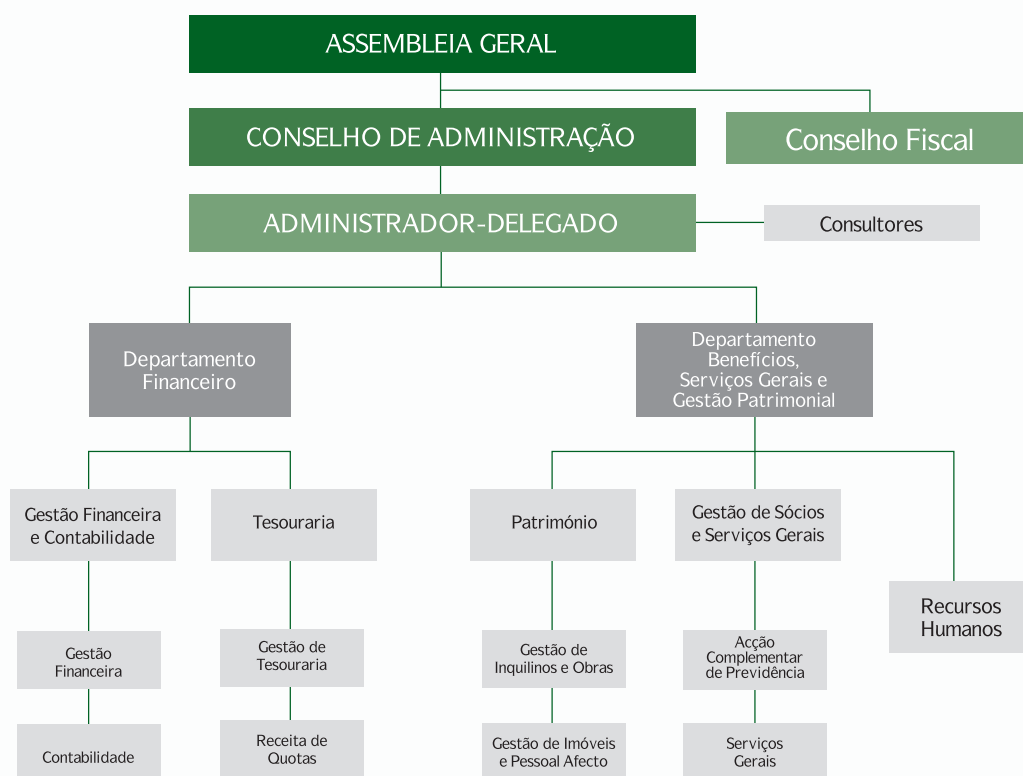 ASSEMBLEIA GERAL
CONSELHO DE ADMINISTRAÇÃO
Conselho Fiscal
ADMINISTRADOR-DELEGADO
Consultores
Departamento
Financeiro
Departamento
Benefícios,
Serviços Gerais e
Gestão Patrimonial
Gestão Financeira
e Contabilidade
Tesouraria
Património
Gestão de Sócios
e Serviços Gerais
Recursos
Humanos
Gestão
Financeira
Gestão de
Tesouraria
Gestão de
Inquilinos e Obras
Acção
Complementar
de Previdência
Contabilidade
Receita de
Quotas
Gestão de Imóveis
e Pessoal Afecto
Serviços
Gerais